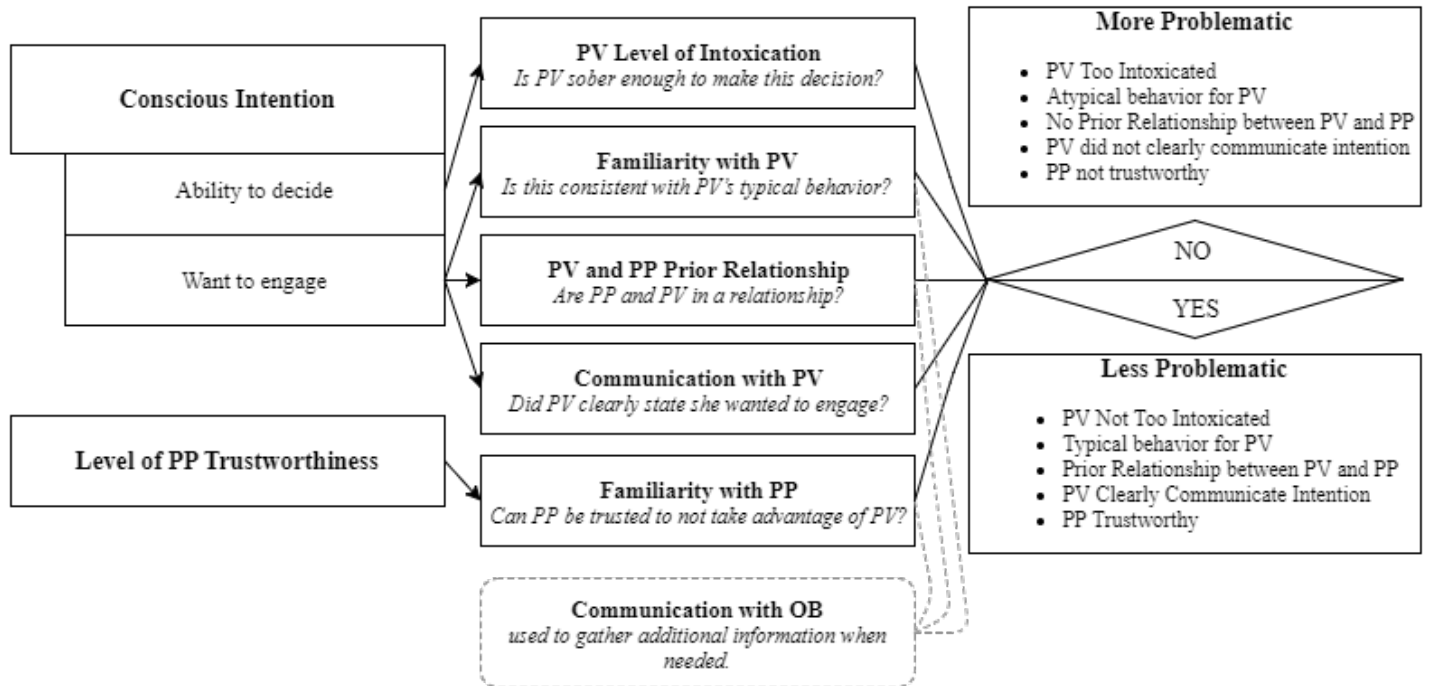 Conscious Intention
Ability to decide
Want to engage
Level of PP Trustworthiness
PV Level of Intoxication
Is PV sober enough to make this decision?
Familiarity with PV
Is this consistent with PV's typical behavior?
PV and PP Prior Relationship
Are PP and PV in a relationship?
Communication with PV
Did PV clearly state she wanted to engage?
Familiarity with PP
Can PP be trusted to not take advantage of PV?
Communication with OB
used to gather additional information when
needed.
More Problematic
• PV Too Intoxicated
• Atypical behavior for PV
• No Prior Relationship between PV and PP
• PV did not clearly communicate intention
• PP not trustworthy
NO
YES
Less Problematic
• PV Not Too Intoxicated
• Typical behavior for PV
• Prior Relationship between PV and PP
• PV Clearly Communicate Intention
• PP Trustworthy